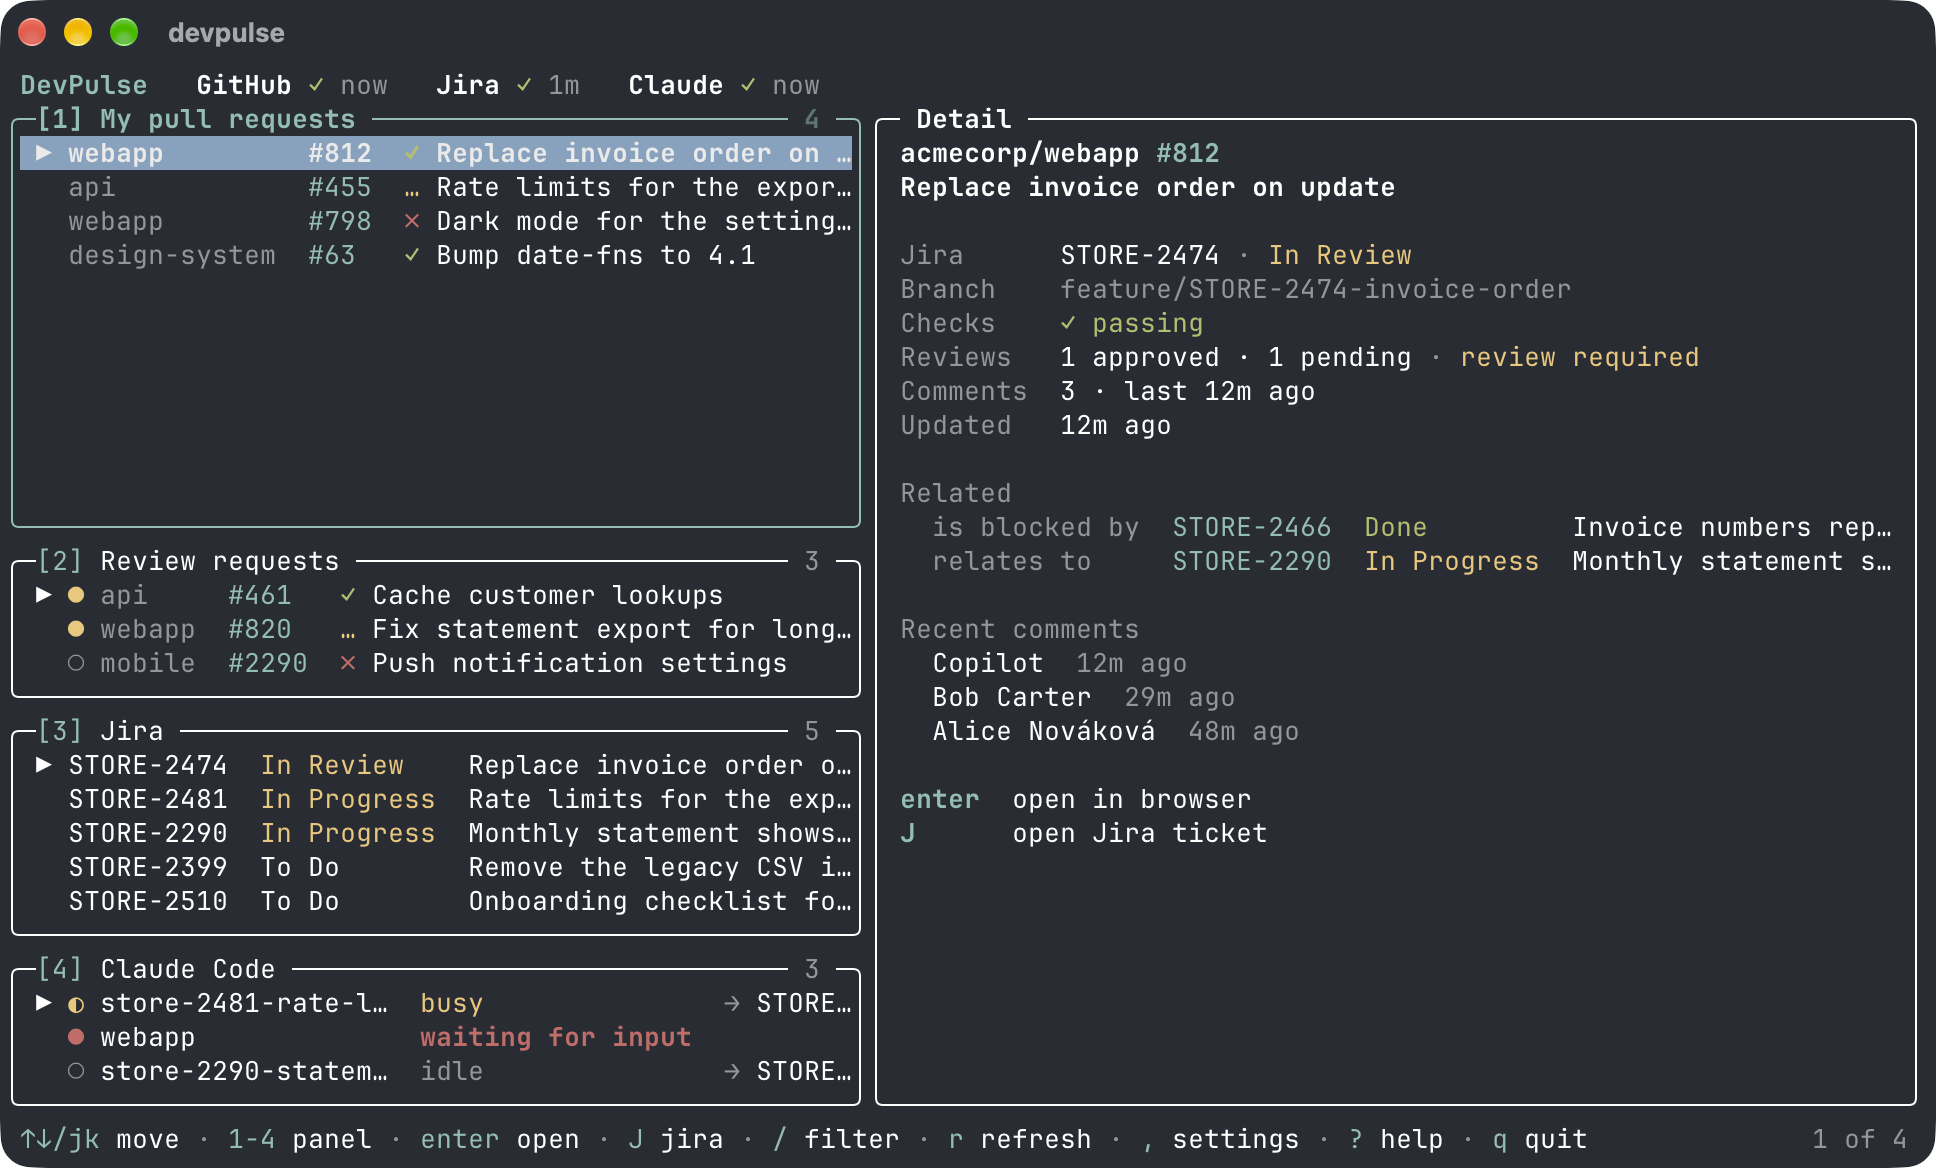 devpulse
DevPulse GitHub ✓ now Jira ✓ 1m Claude ✓ now
[1] My pull requests 4
▶ webapp #812 ✓ Replace invoice order on …
api #455 … Rate limits for the expor…
webapp #798 ✕ Dark mode for the setting…
design-system #63 ✓ Bump date-fns to 4.1
[2] Review requests 3
▶ ● api #461 ✓ Cache customer lookups
● webapp #820 … Fix statement export for long…
○ mobile #2290 ✕ Push notification settings
[3] Jira 5
▶ STORE-2474 In Review Replace invoice order o…
STORE-2481 In Progress Rate limits for the exp…
STORE-2290 In Progress Monthly statement shows…
STORE-2399 To Do Remove the legacy CSV i…
STORE-2510 To Do Onboarding checklist fo…
[4] Claude Code 3
▶ ◐ store-2481-rate-l… busy → STORE…
● webapp waiting for input
○ store-2290-statem… idle → STORE…
Detail
acmecorp/webapp #812
Replace invoice order on update
Jira STORE-2474 · In Review
Branch feature/STORE-2474-invoice-order
Checks ✓ passing
Reviews 1 approved · 1 pending · review required
Comments 3 · last 12m ago
Updated 12m ago
Related
is blocked by STORE-2466 Done Invoice numbers rep…
relates to STORE-2290 In Progress Monthly statement s…
Recent comments
Copilot 12m ago
Bob Carter 29m ago
Alice Nováková 48m ago
enter open in browser
J open Jira ticket
↑↓/jk move · 1-4 panel · enter open · J jira · / filter · r refresh · , settings · ? help · q quit 1 of 4